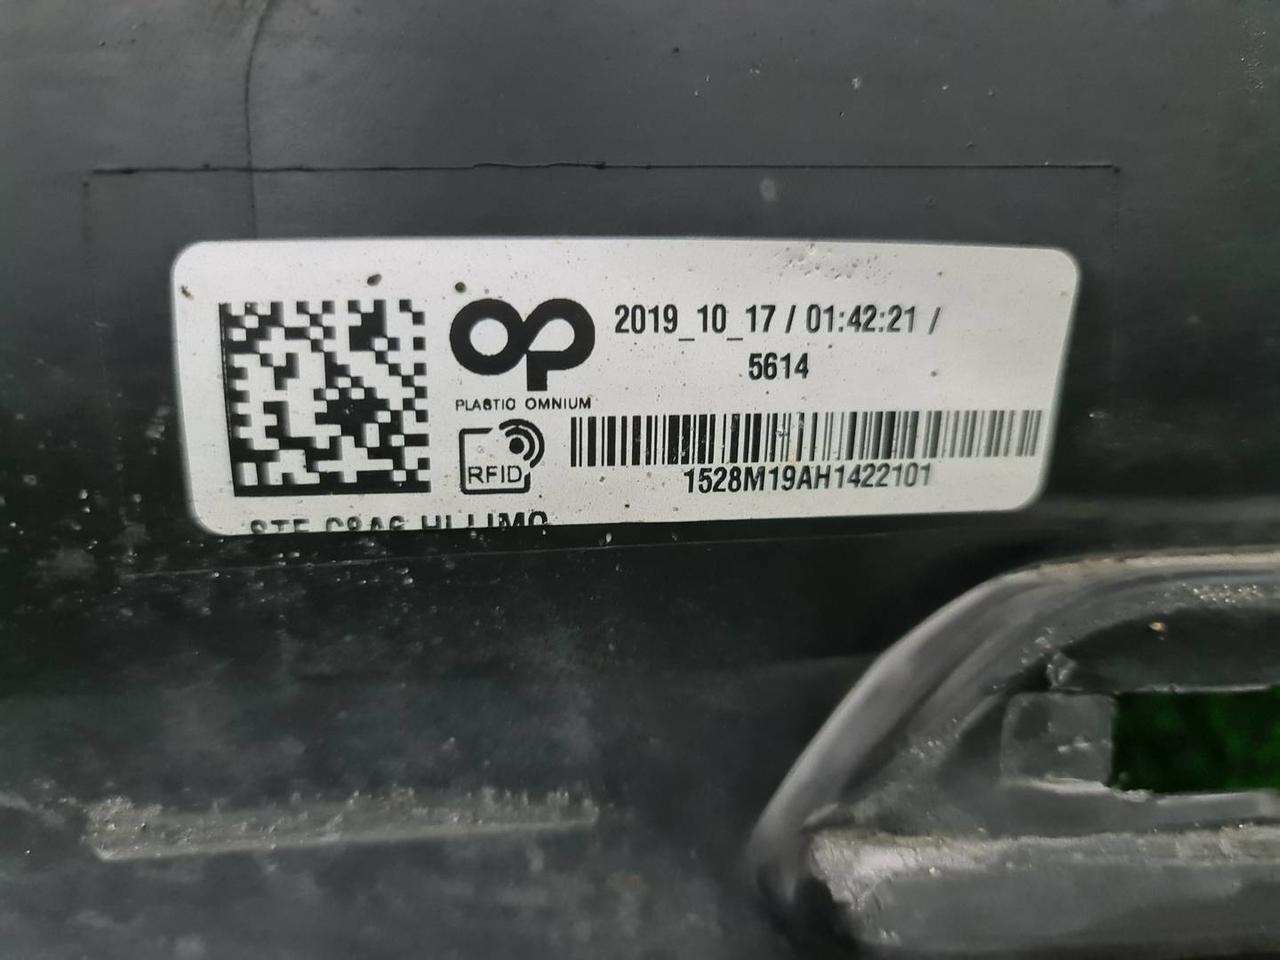 2019_10_17 / 01:42:21 /
5614
PLASTIC OMNIUM
RFID
1528M19AH1422101